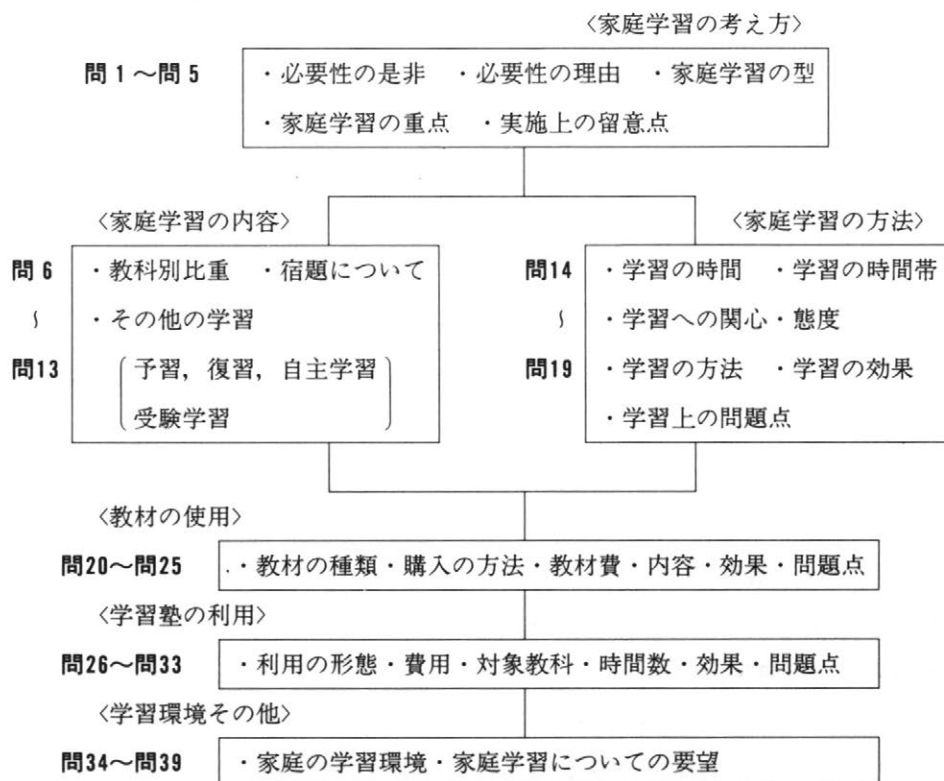 〈家庭学習の考え方〉
問1〜問5
・必要性の是非 ・必要性の理由 ・家庭学習の型
・家庭学習の重点 ・実施上の留意点
〈家庭学習の内容〉
問6
〜
問13
・教科別比重 ・宿題について
・その他の学習
（予習，復習，自主学習
受験学習）
〈家庭学習の方法〉
問14
〜
問19
・学習の時間 ・学習の時間帯
・学習への関心・態度
・学習の方法 ・学習の効果
・学習上の問題点
〈教材の使用〉
問20〜問25
・教材の種類・購入の方法・教材費・内容・効果・問題点
〈学習塾の利用〉
問26〜問33
・利用の形態・費用・対象教科・時間数・効果・問題点
〈学習環境その他〉
問34〜問39
・家庭の学習環境・家庭学習についての要望